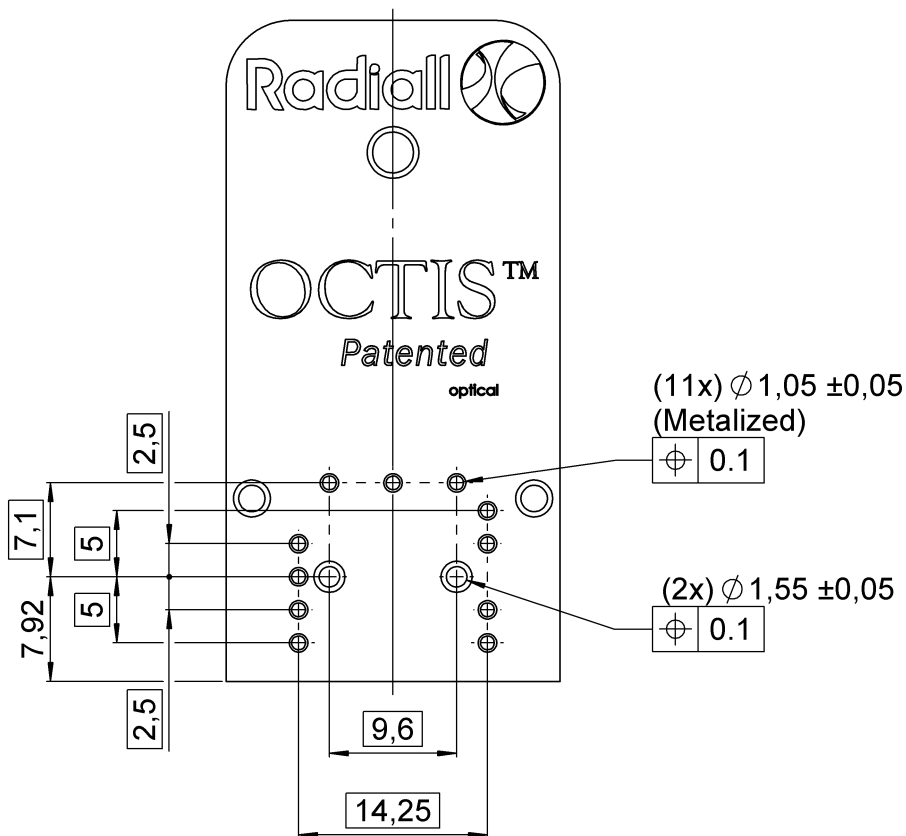 Radiall
OCTIS™
Patented
optical
(11x) ∅ 1,05 ±0,05
(Metalized)
⌖ 0.1
2,5
7,1
5
(2x) ∅ 1,55 ±0,05
⌖ 0.1
5
7,92
2,5
9,6
14,25